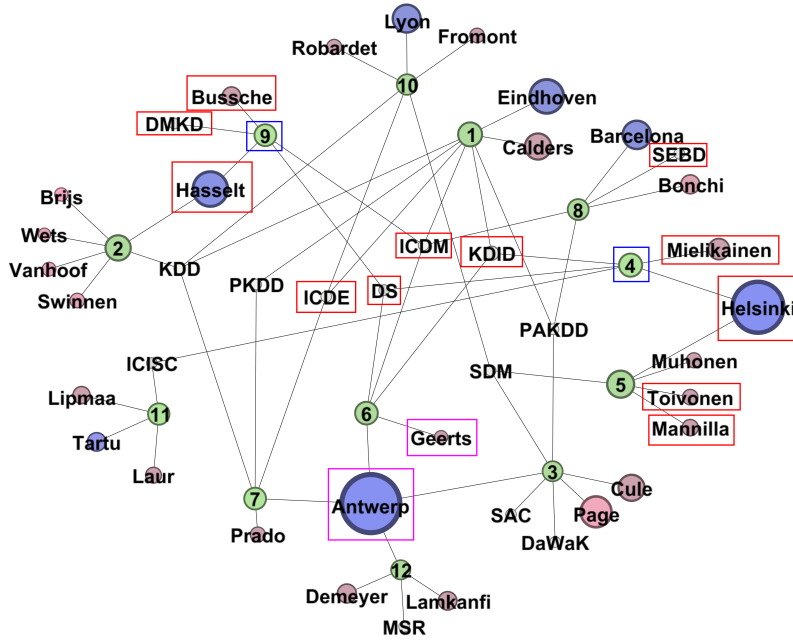 Lyon
Fromont
Robardet
10
Bussche
Eindhoven
DMKD
9
1
Barcelona
Calders
SEBD
Hasselt
Bonchi
Brijs
8
Wets
2
ICDM
KDID
Mielikainen
Vanhoof
KDD
4
PKDD
ICDE
DS
Swinnen
Helsinki
PAKDD
ICISC
SDM
Muhonen
5
Lipmaa
Toivonen
11
6
Tartu
Geerts
Mannilla
Laur
3
7
Antwerp
Cule
SAC
Page
Prado
DaWaK
12
Demeyer
Lamkanfi
MSR